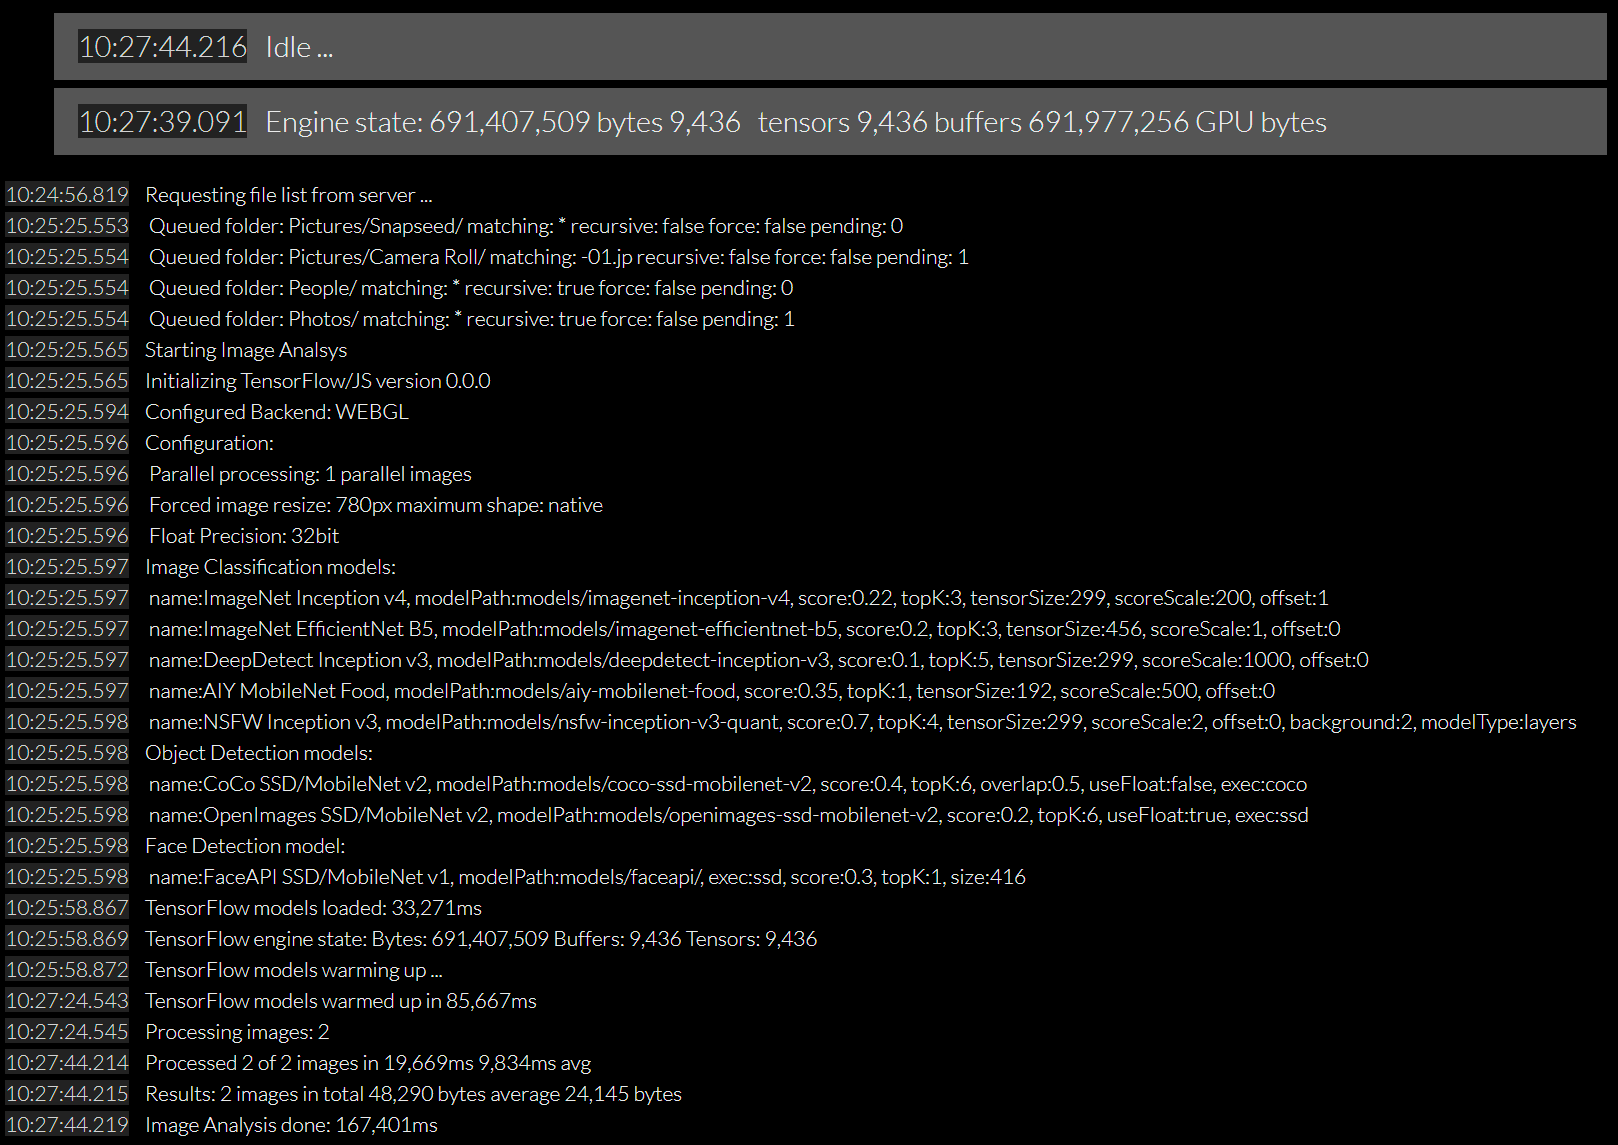 10:27:44.216 Idle ...
10:27:39.091 Engine state: 691,407,509 bytes 9,436 tensors 9,436 buffers 691,977,256 GPU bytes
10:24:56.819 Requesting file list from server ...
10:25:25.553 Queued folder: Pictures/Snapseed/ matching: * recursive: false force: false pending: 0
10:25:25.554 Queued folder: Pictures/Camera Roll/ matching: -01.jp recursive: false force: false pending: 1
10:25:25.554 Queued folder: People/ matching: * recursive: true force: false pending: 0
10:25:25.554 Queued folder: Photos/ matching: * recursive: true force: false pending: 1
10:25:25.565 Starting Image Analsys
10:25:25.565 Initializing TensorFlow/JS version 0.0.0
10:25:25.594 Configured Backend: WEBGL
10:25:25.596 Configuration:
10:25:25.596 Parallel processing: 1 parallel images
10:25:25.596 Forced image resize: 780px maximum shape: native
10:25:25.596 Float Precision: 32bit
10:25:25.597 Image Classification models:
10:25:25.597 name:ImageNet Inception v4, modelPath:models/imagenet-inception-v4, score:0.22, topK:3, tensorSize:299, scoreScale:200, offset:1
10:25:25.597 name:ImageNet EfficientNet B5, modelPath:models/imagenet-efficientnet-b5, score:0.2, topK:3, tensorSize:456, scoreScale:1, offset:0
10:25:25.597 name:DeepDetect Inception v3, modelPath:models/deepdetect-inception-v3, score:0.1, topK:5, tensorSize:299, scoreScale:1000, offset:0
10:25:25.597 name:AIY MobileNet Food, modelPath:models/aiy-mobilenet-food, score:0.35, topK:1, tensorSize:192, scoreScale:500, offset:0
10:25:25.598 name:NSFW Inception v3, modelPath:models/nsfw-inception-v3-quant, score:0.7, topK:4, tensorSize:299, scoreScale:2, offset:0, background:2, modelType:layers
10:25:25.598 Object Detection models:
10:25:25.598 name:CoCo SSD/MobileNet v2, modelPath:models/coco-ssd-mobilenet-v2, score:0.4, topK:6, overlap:0.5, useFloat:false, exec:coco
10:25:25.598 name:OpenImages SSD/MobileNet v2, modelPath:models/openimages-ssd-mobilenet-v2, score:0.2, topK:6, useFloat:true, exec:ssd
10:25:25.598 Face Detection model:
10:25:25.598 name:FaceAPI SSD/MobileNet v1, modelPath:models/faceapi/, exec:ssd, score:0.3, topK:1, size:416
10:25:58.867 TensorFlow models loaded: 33,271ms
10:25:58.869 TensorFlow engine state: Bytes: 691,407,509 Buffers: 9,436 Tensors: 9,436
10:25:58.872 TensorFlow models warming up ...
10:27:24.543 TensorFlow models warmed up in 85,667ms
10:27:24.545 Processing images: 2
10:27:44.214 Processed 2 of 2 images in 19,669ms 9,834ms avg
10:27:44.215 Results: 2 images in total 48,290 bytes average 24,145 bytes
10:27:44.219 Image Analysis done: 167,401ms